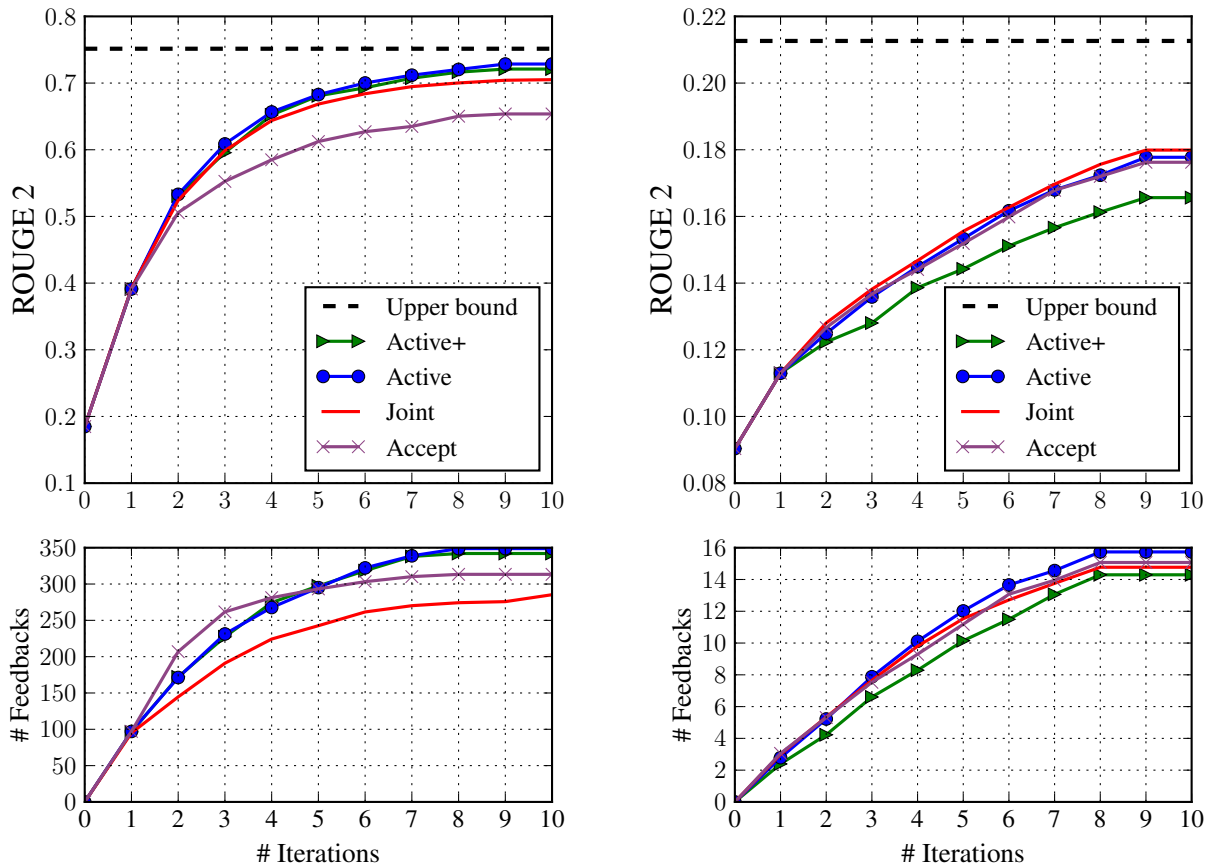 0.8
0.7
0.6
0.5
0.4
0.3
0.2
0.1
ROUGE 2
Upper bound
Active+
Active
Joint
Accept
0 1 2 3 4 5 6 7 8 9 10
0.22
0.20
0.18
0.16
0.14
0.12
0.10
0.08
ROUGE 2
Upper bound
Active+
Active
Joint
Accept
0 1 2 3 4 5 6 7 8 9 10
350
300
250
200
150
100
50
0
# Feedbacks
0 1 2 3 4 5 6 7 8 9 10
# Iterations
16
14
12
10
8
6
4
2
0
# Feedbacks
0 1 2 3 4 5 6 7 8 9 10
# Iterations